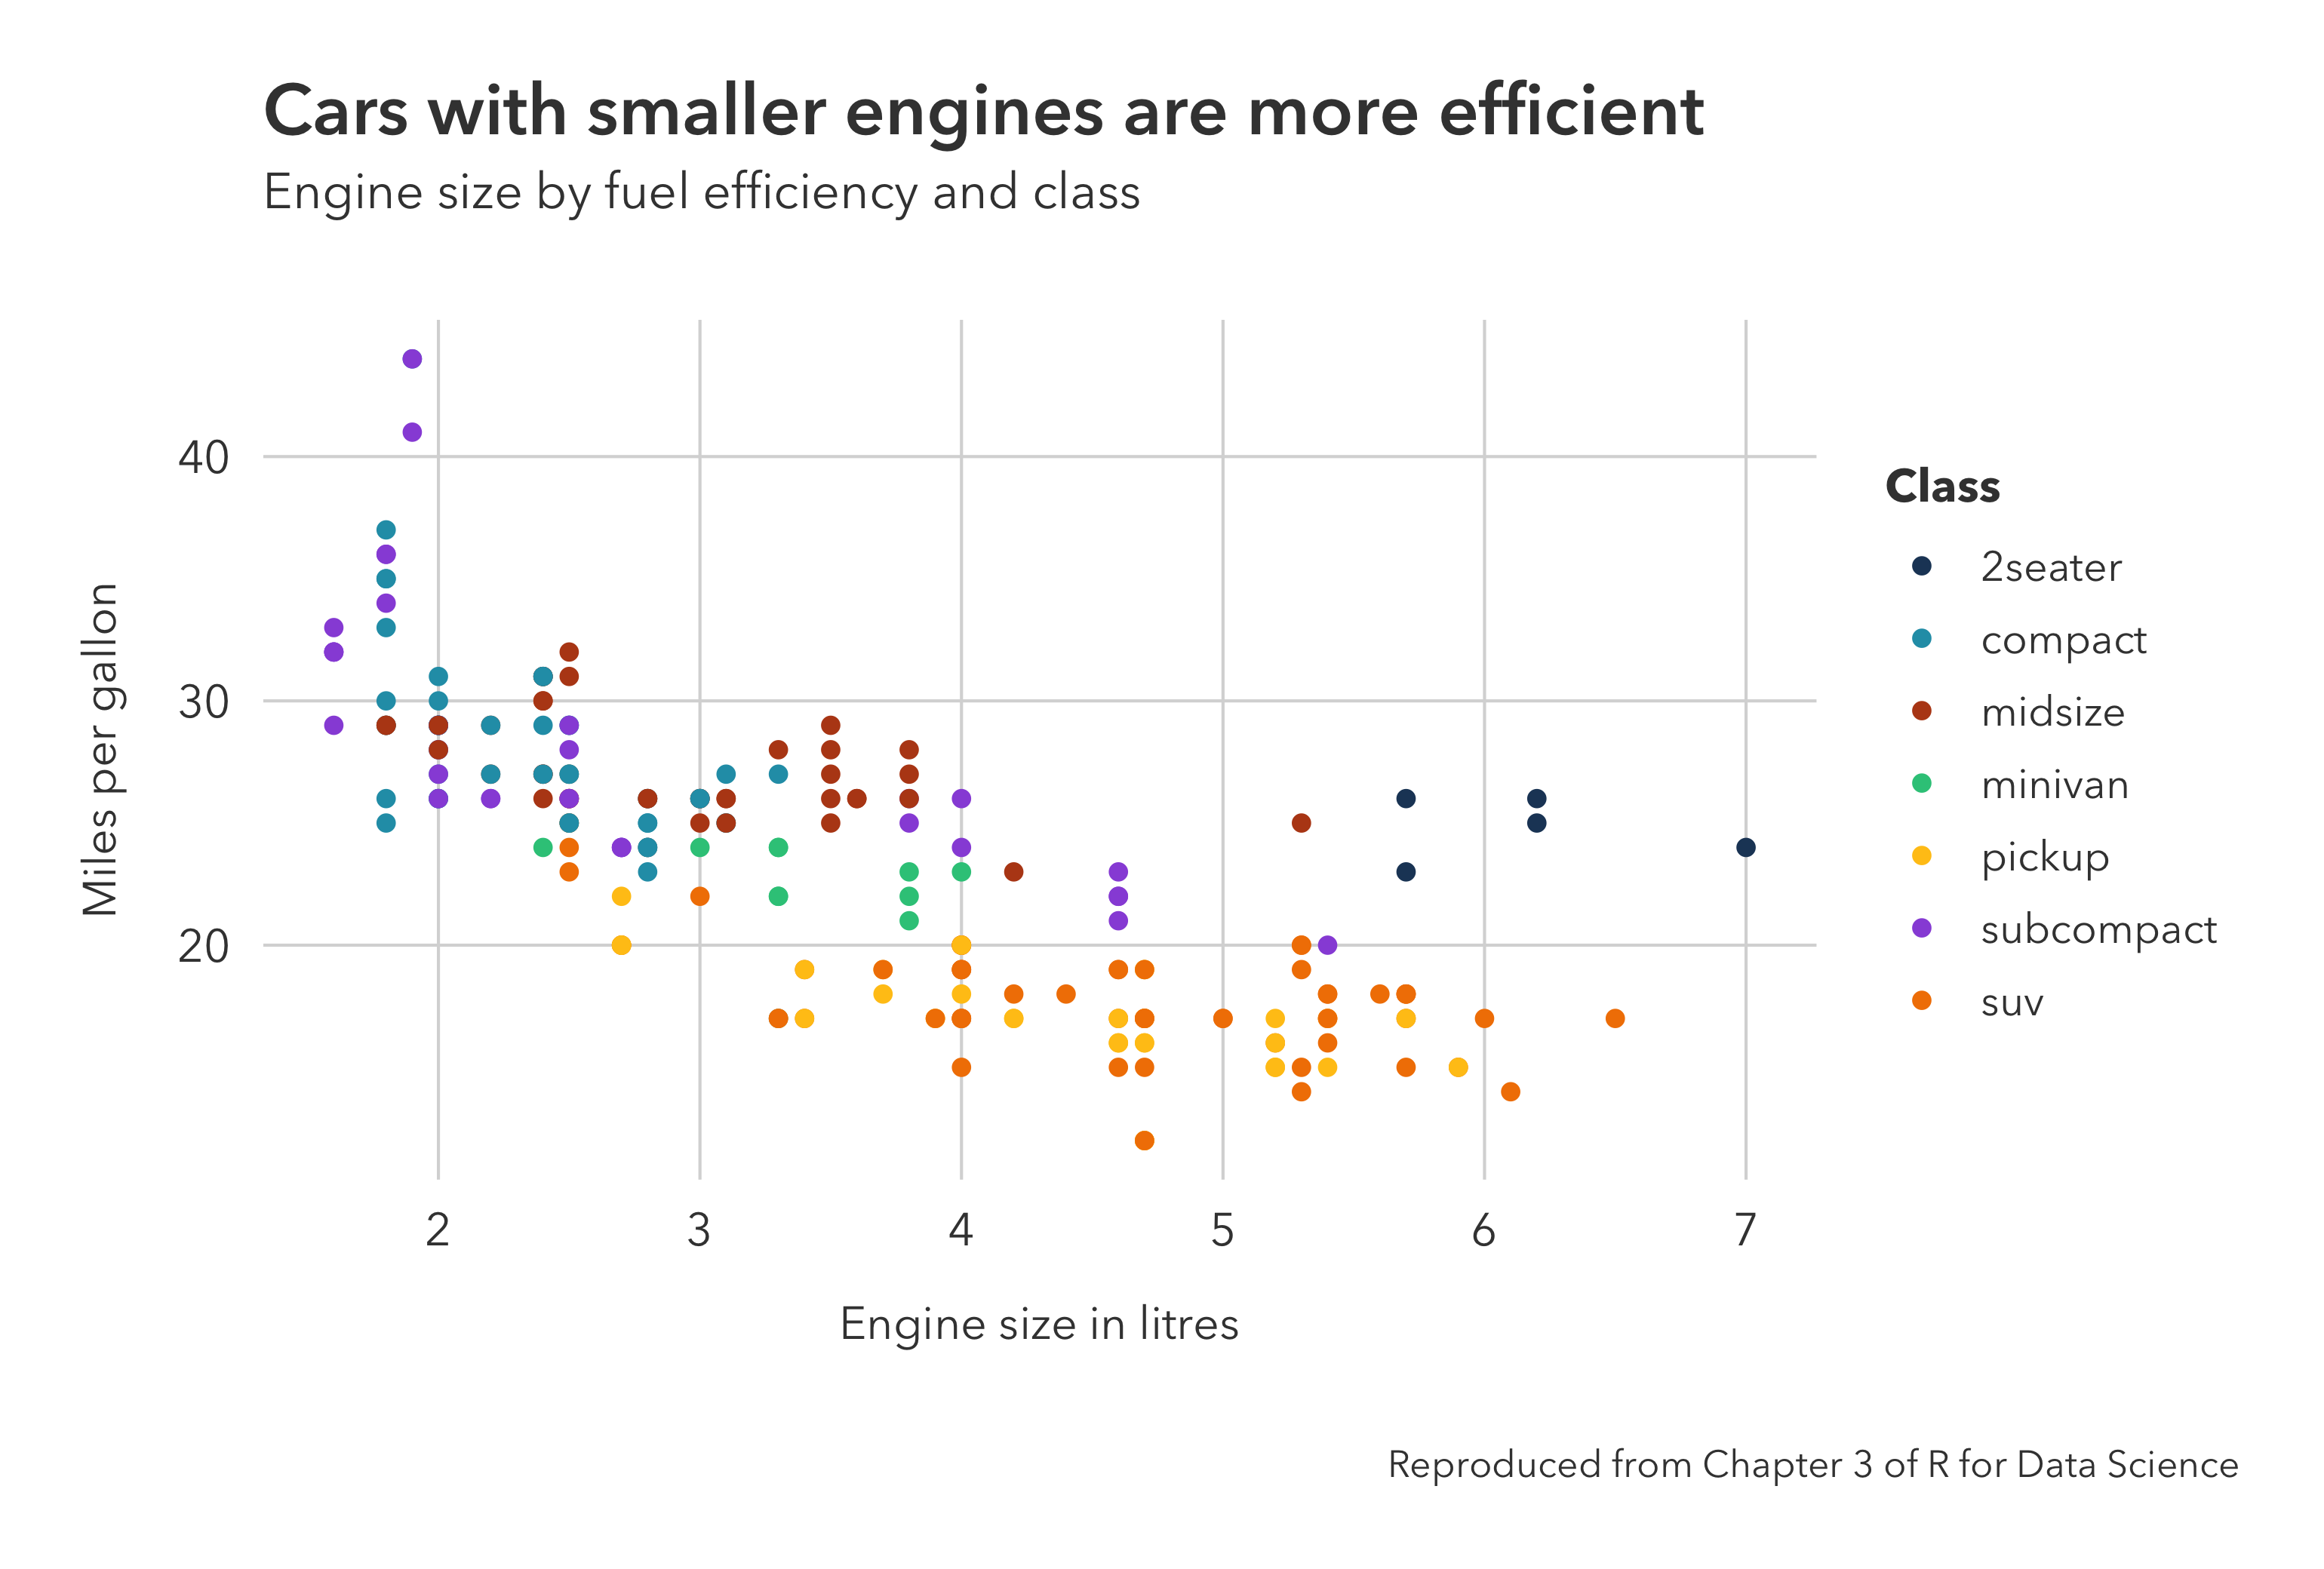 Cars with smaller engines are more efficient
Engine size by fuel efficiency and class
Miles per gallon
40
30
20
2 3 4 5 6 7
Engine size in litres
Class
2seater
compact
midsize
minivan
pickup
subcompact
suv
Reproduced from Chapter 3 of R for Data Science